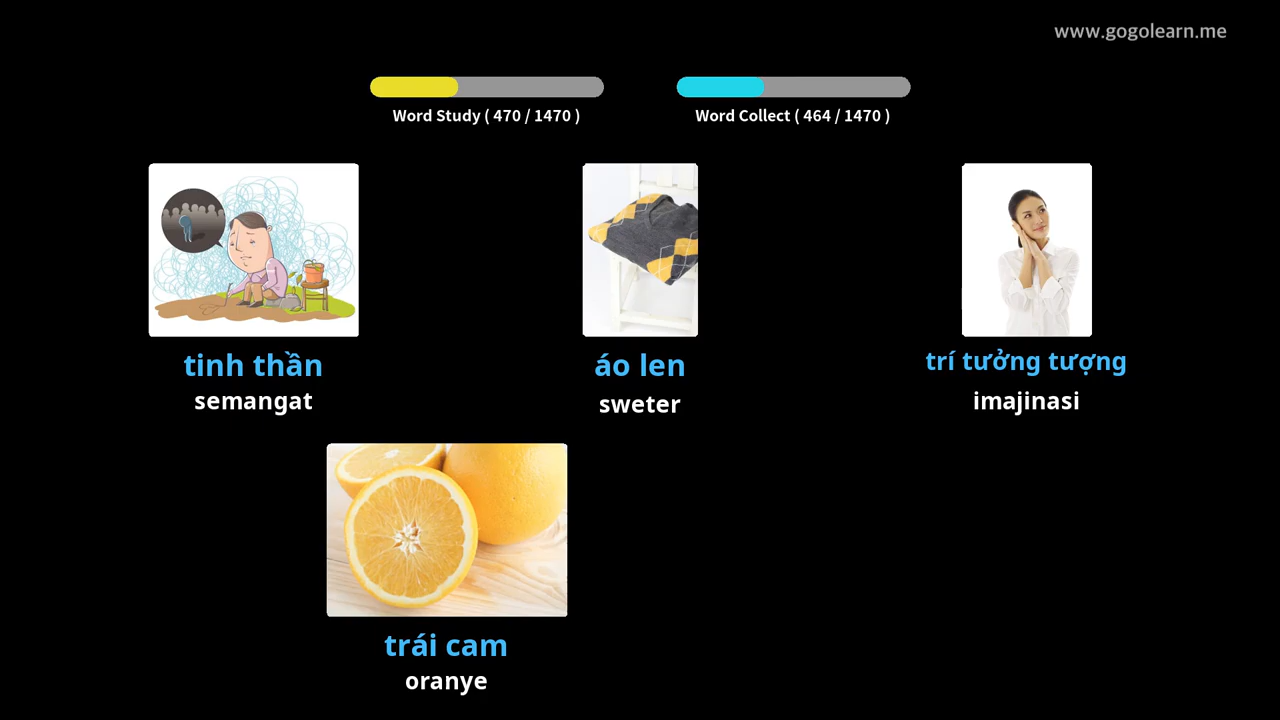 www.gogolearn.me
Word Study ( 470 / 1470 )
Word Collect ( 464 / 1470 )
tinh thần
semangat
áo len
sweter
trí tưởng tượng
imajinasi
trái cam
oranye